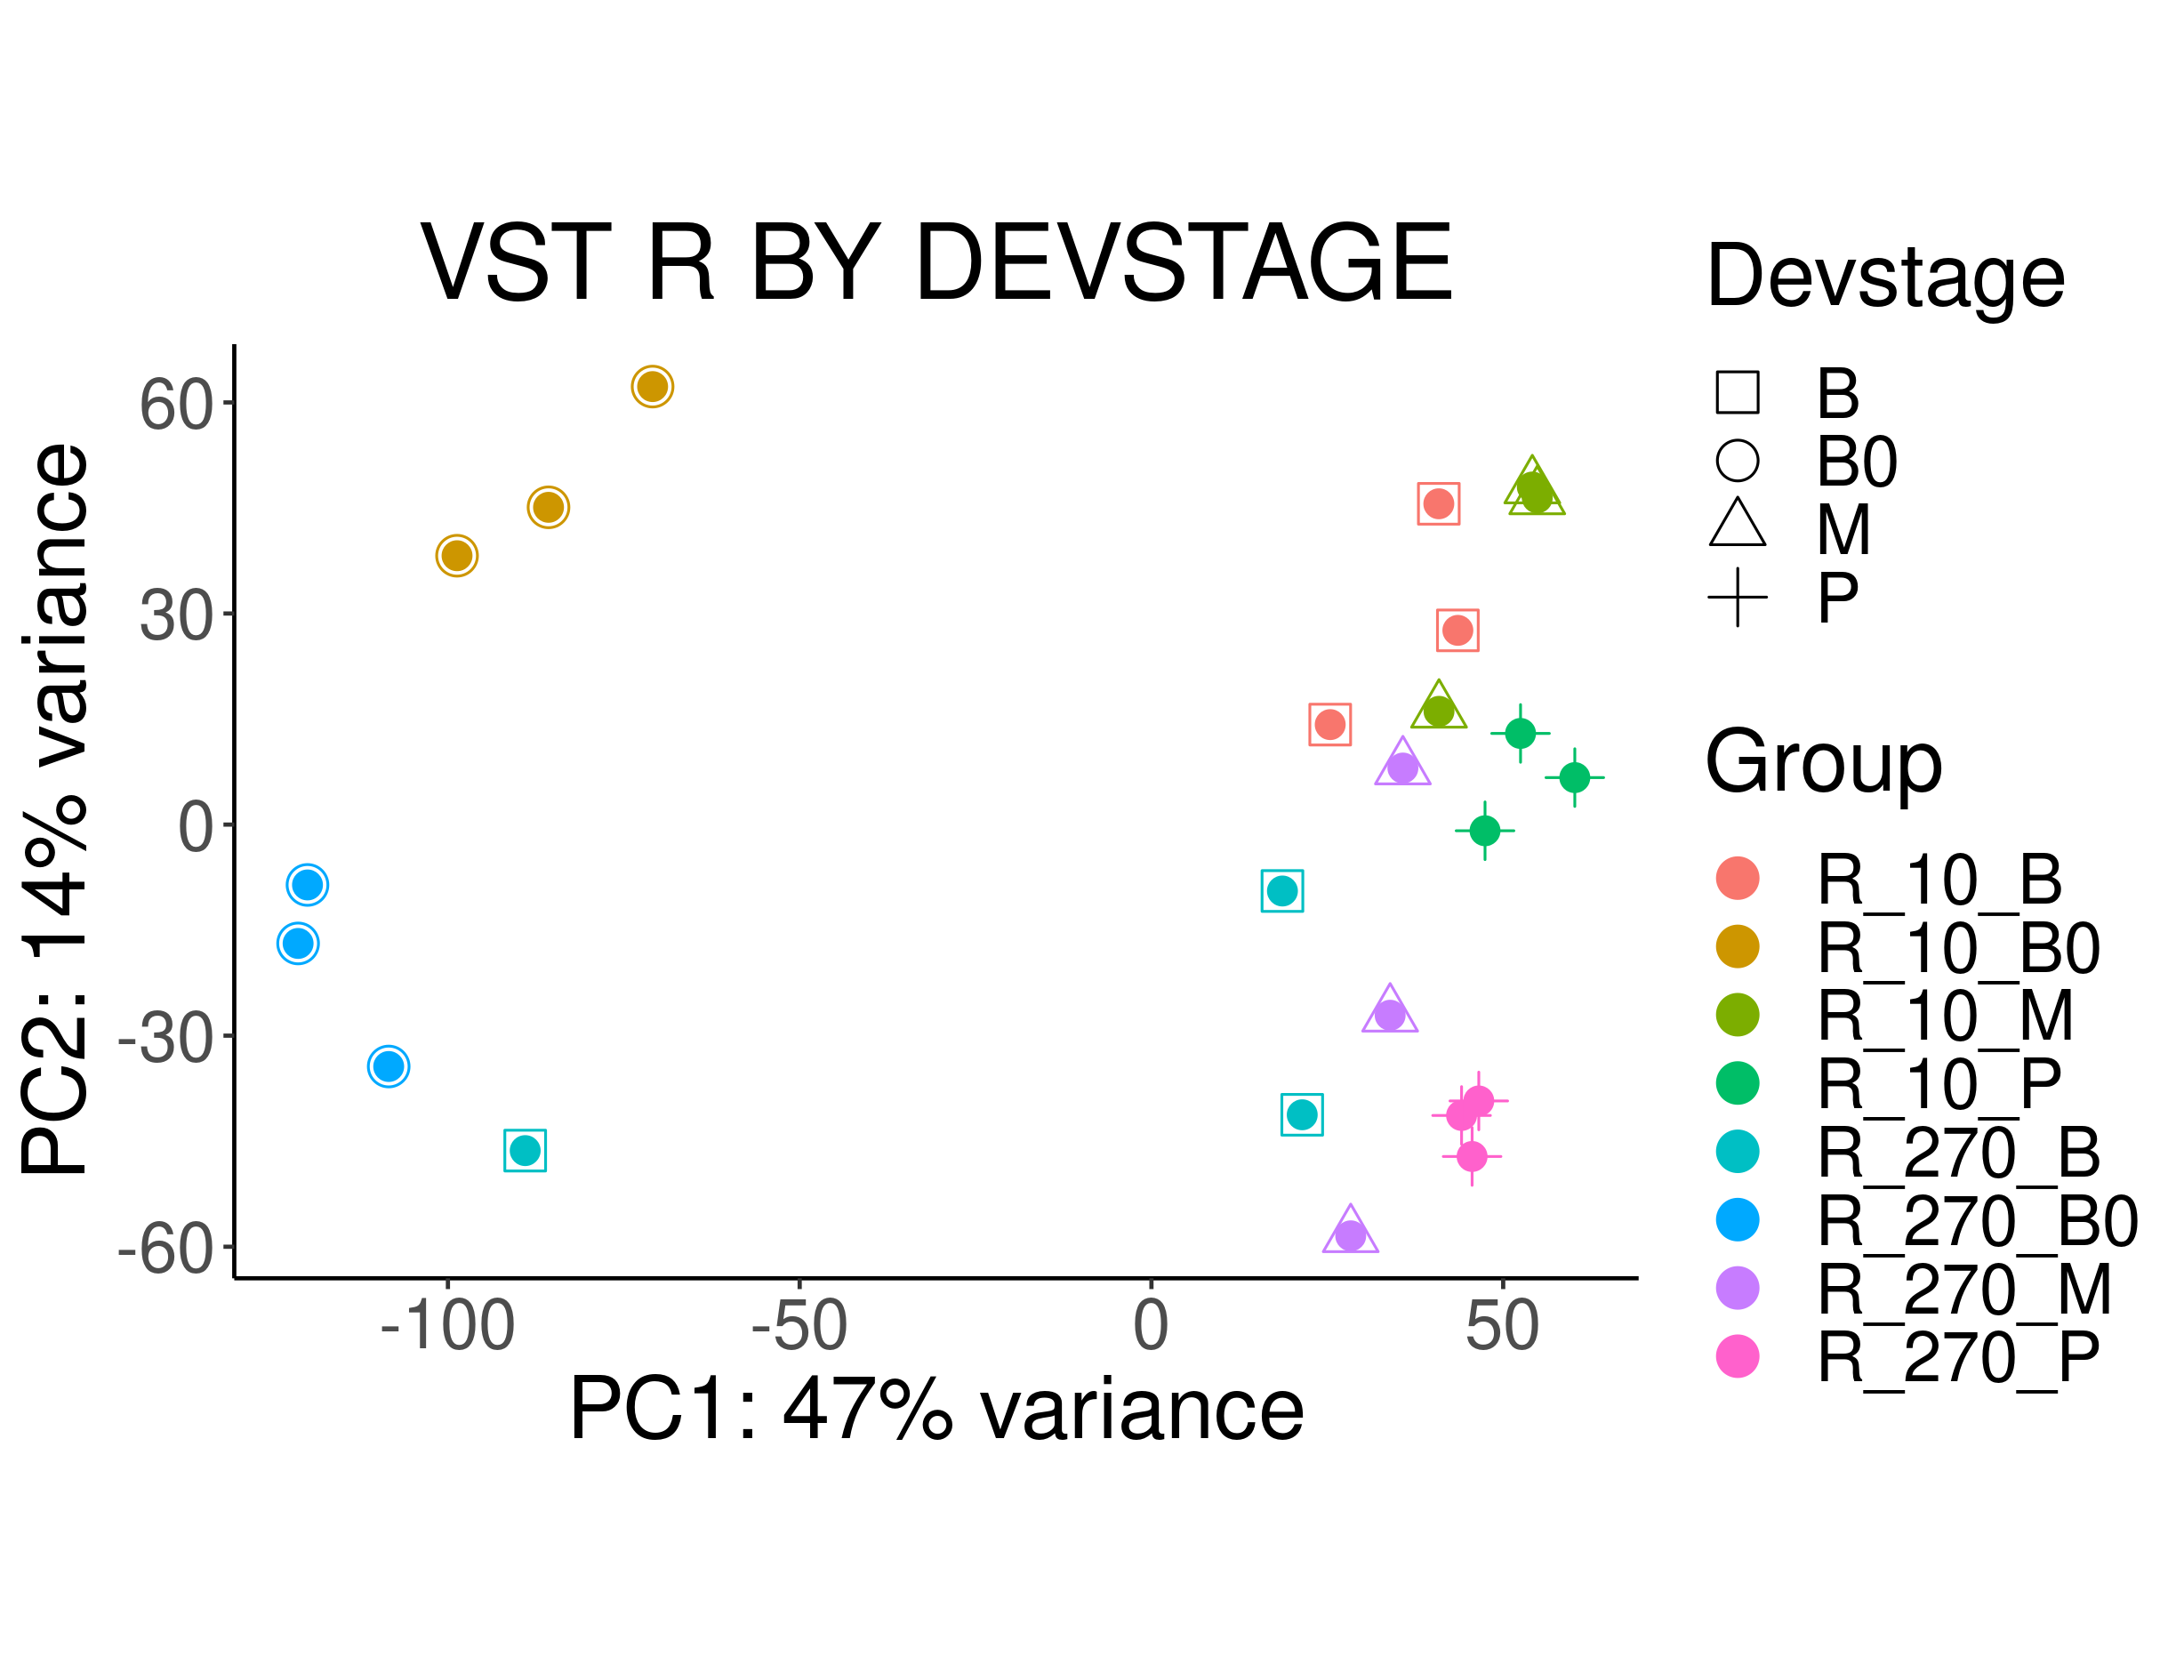 VST R BY DEVSTAGE
PC2: 14% variance
60
30
0
-30
-60
-100
-50
0
50
PC1: 47% variance
Devstage
B
B0
M
P
Group
R_10_B
R_10_B0
R_10_M
R_10_P
R_270_B
R_270_B0
R_270_M
R_270_P